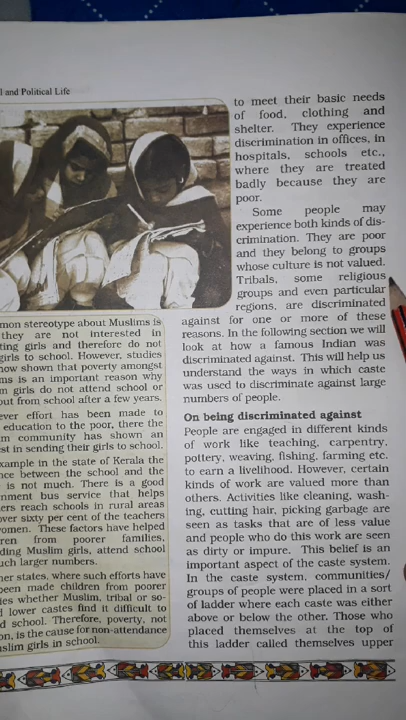 l and Political Life
mon stereotype about Muslims is
they are not interested in
ting girls and therefore do not
girls to school. However, studies
now shown that poverty amongst
ms is an important reason why
m girls do not attend school or
out from school after a few years.
ever effort has been made to
education to the poor, there the
m community has shown an
st in sending their girls to school.
xample in the state of Kerala the
nce between the school and the
is not much. There is a good
nment bus service that helps
ers reach schools in rural areas
over sixty per cent of the teachers
women. These factors have helped
ren from poorer families,
ding Muslim girls, attend school
uch larger numbers.
her states, where such efforts have
been made children from poorer
ies whether Muslim, tribal or so-
d lower castes find it difficult to
d school. Therefore, poverty, not
on, is the cause for non-attendance
uslim girls in school.
to meet their basic needs
of food, clothing and
shelter. They experience
discrimination in offices, in
hospitals, schools etc.,
where they are treated
badly because they are
poor.
Some people may
experience both kinds of dis-
crimination. They are poor
and they belong to groups
whose culture is not valued.
Tribals, some religious
groups and even particular
regions, are discriminated
against for one or more of these
reasons. In the following section we will
look at how a famous Indian was
discriminated against. This will help us
understand the ways in which caste
was used to discriminate against large
numbers of people.
On being discriminated against
People are engaged in different kinds
of work like teaching, carpentry,
pottery, weaving, fishing, farming etc.
to earn a livelihood. However, certain
kinds of work are valued more than
others. Activities like cleaning, wash-
ing, cutting hair, picking garbage are
seen as tasks that are of less value
and people who do this work are seen
as dirty or impure. This belief is an
important aspect of the caste system.
In the caste system, communities/
groups of people were placed in a sort
of ladder where each caste was either
above or below the other. Those who
placed themselves at the top of
this ladder called themselves upper